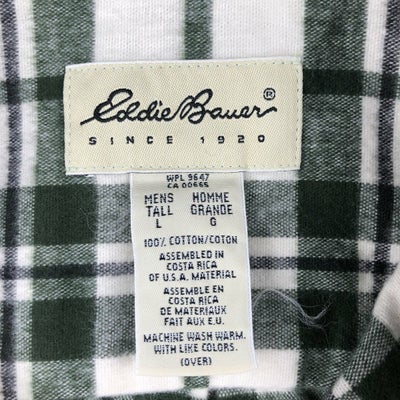 Eddie Bauer®
SINCE 1920
WPL 9647
CA 00665
MENS HOMME
TALL GRANDE
L G
100% COTTON/COTON
ASSEMBLED IN
COSTA RICA
OF U.S.A. MATERIAL
ASSEMBLE EN
COSTA RICA
DE MATERIAUX
FAIT AUX E.U.
MACHINE WASH WARM.
WITH LIKE COLORS.
(OVER)